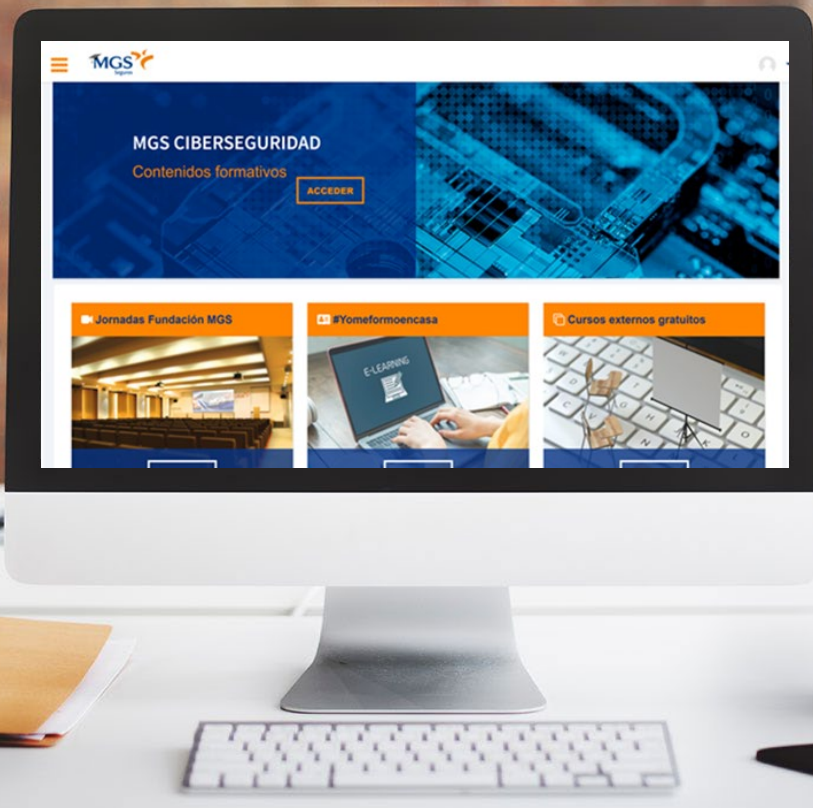 MGS
Seguros
MGS CIBERSEGURIDAD
Contenidos formativos
ACCEDER
Jornadas Fundación MGS
#Yomeformoencasa
Cursos externos gratuitos
E-LEARNING